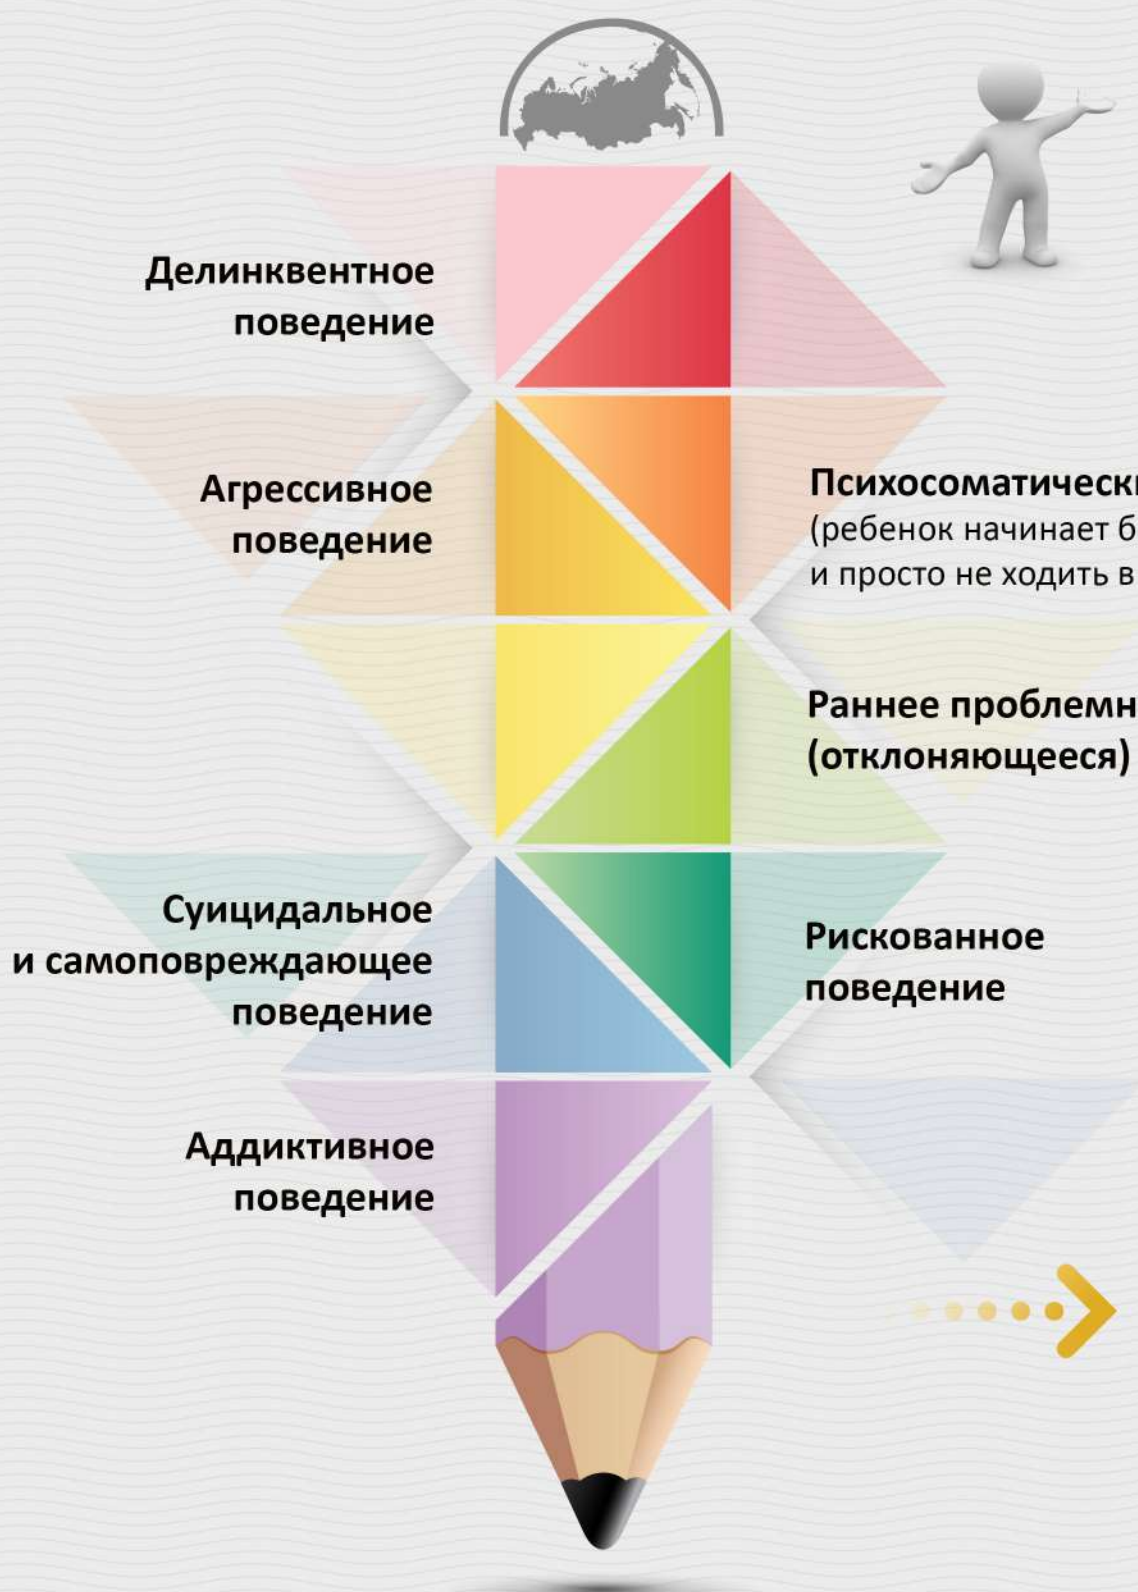 Делинквентное
поведение
Агрессивное
поведение
(ребенок начинает
и просто не ходить в
Раннее
(отклоняющееся)
Суицидальное
и самоповреждающее
поведение
Рискованное
поведение
Аддиктивное
поведение